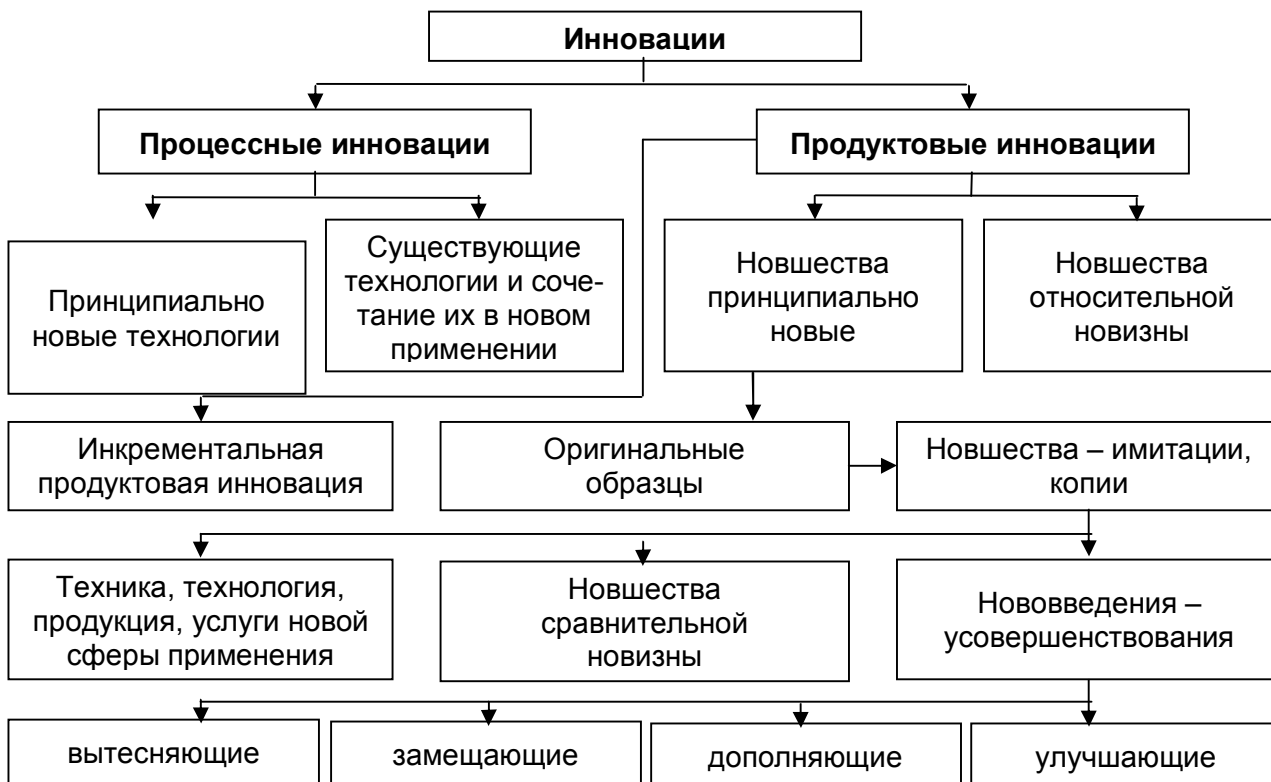 Инновации
Процессные инновации
Продуктовые инновации
Принципиально
новые технологии
Существующие
технологии и соче-
тание их в новом
применении
Новшества
принципиально
новые
Новшества
относительной
новизны
Инкрементальная
продуктовая инновация
Оригинальные
образцы
Новшества – имитации,
копии
Техника, технология,
продукция, услуги новой
сферы применения
Новшества
сравнительной
новизны
Нововведения –
усовершенствования
вытесняющие
замещающие
дополняющие
улучшающие